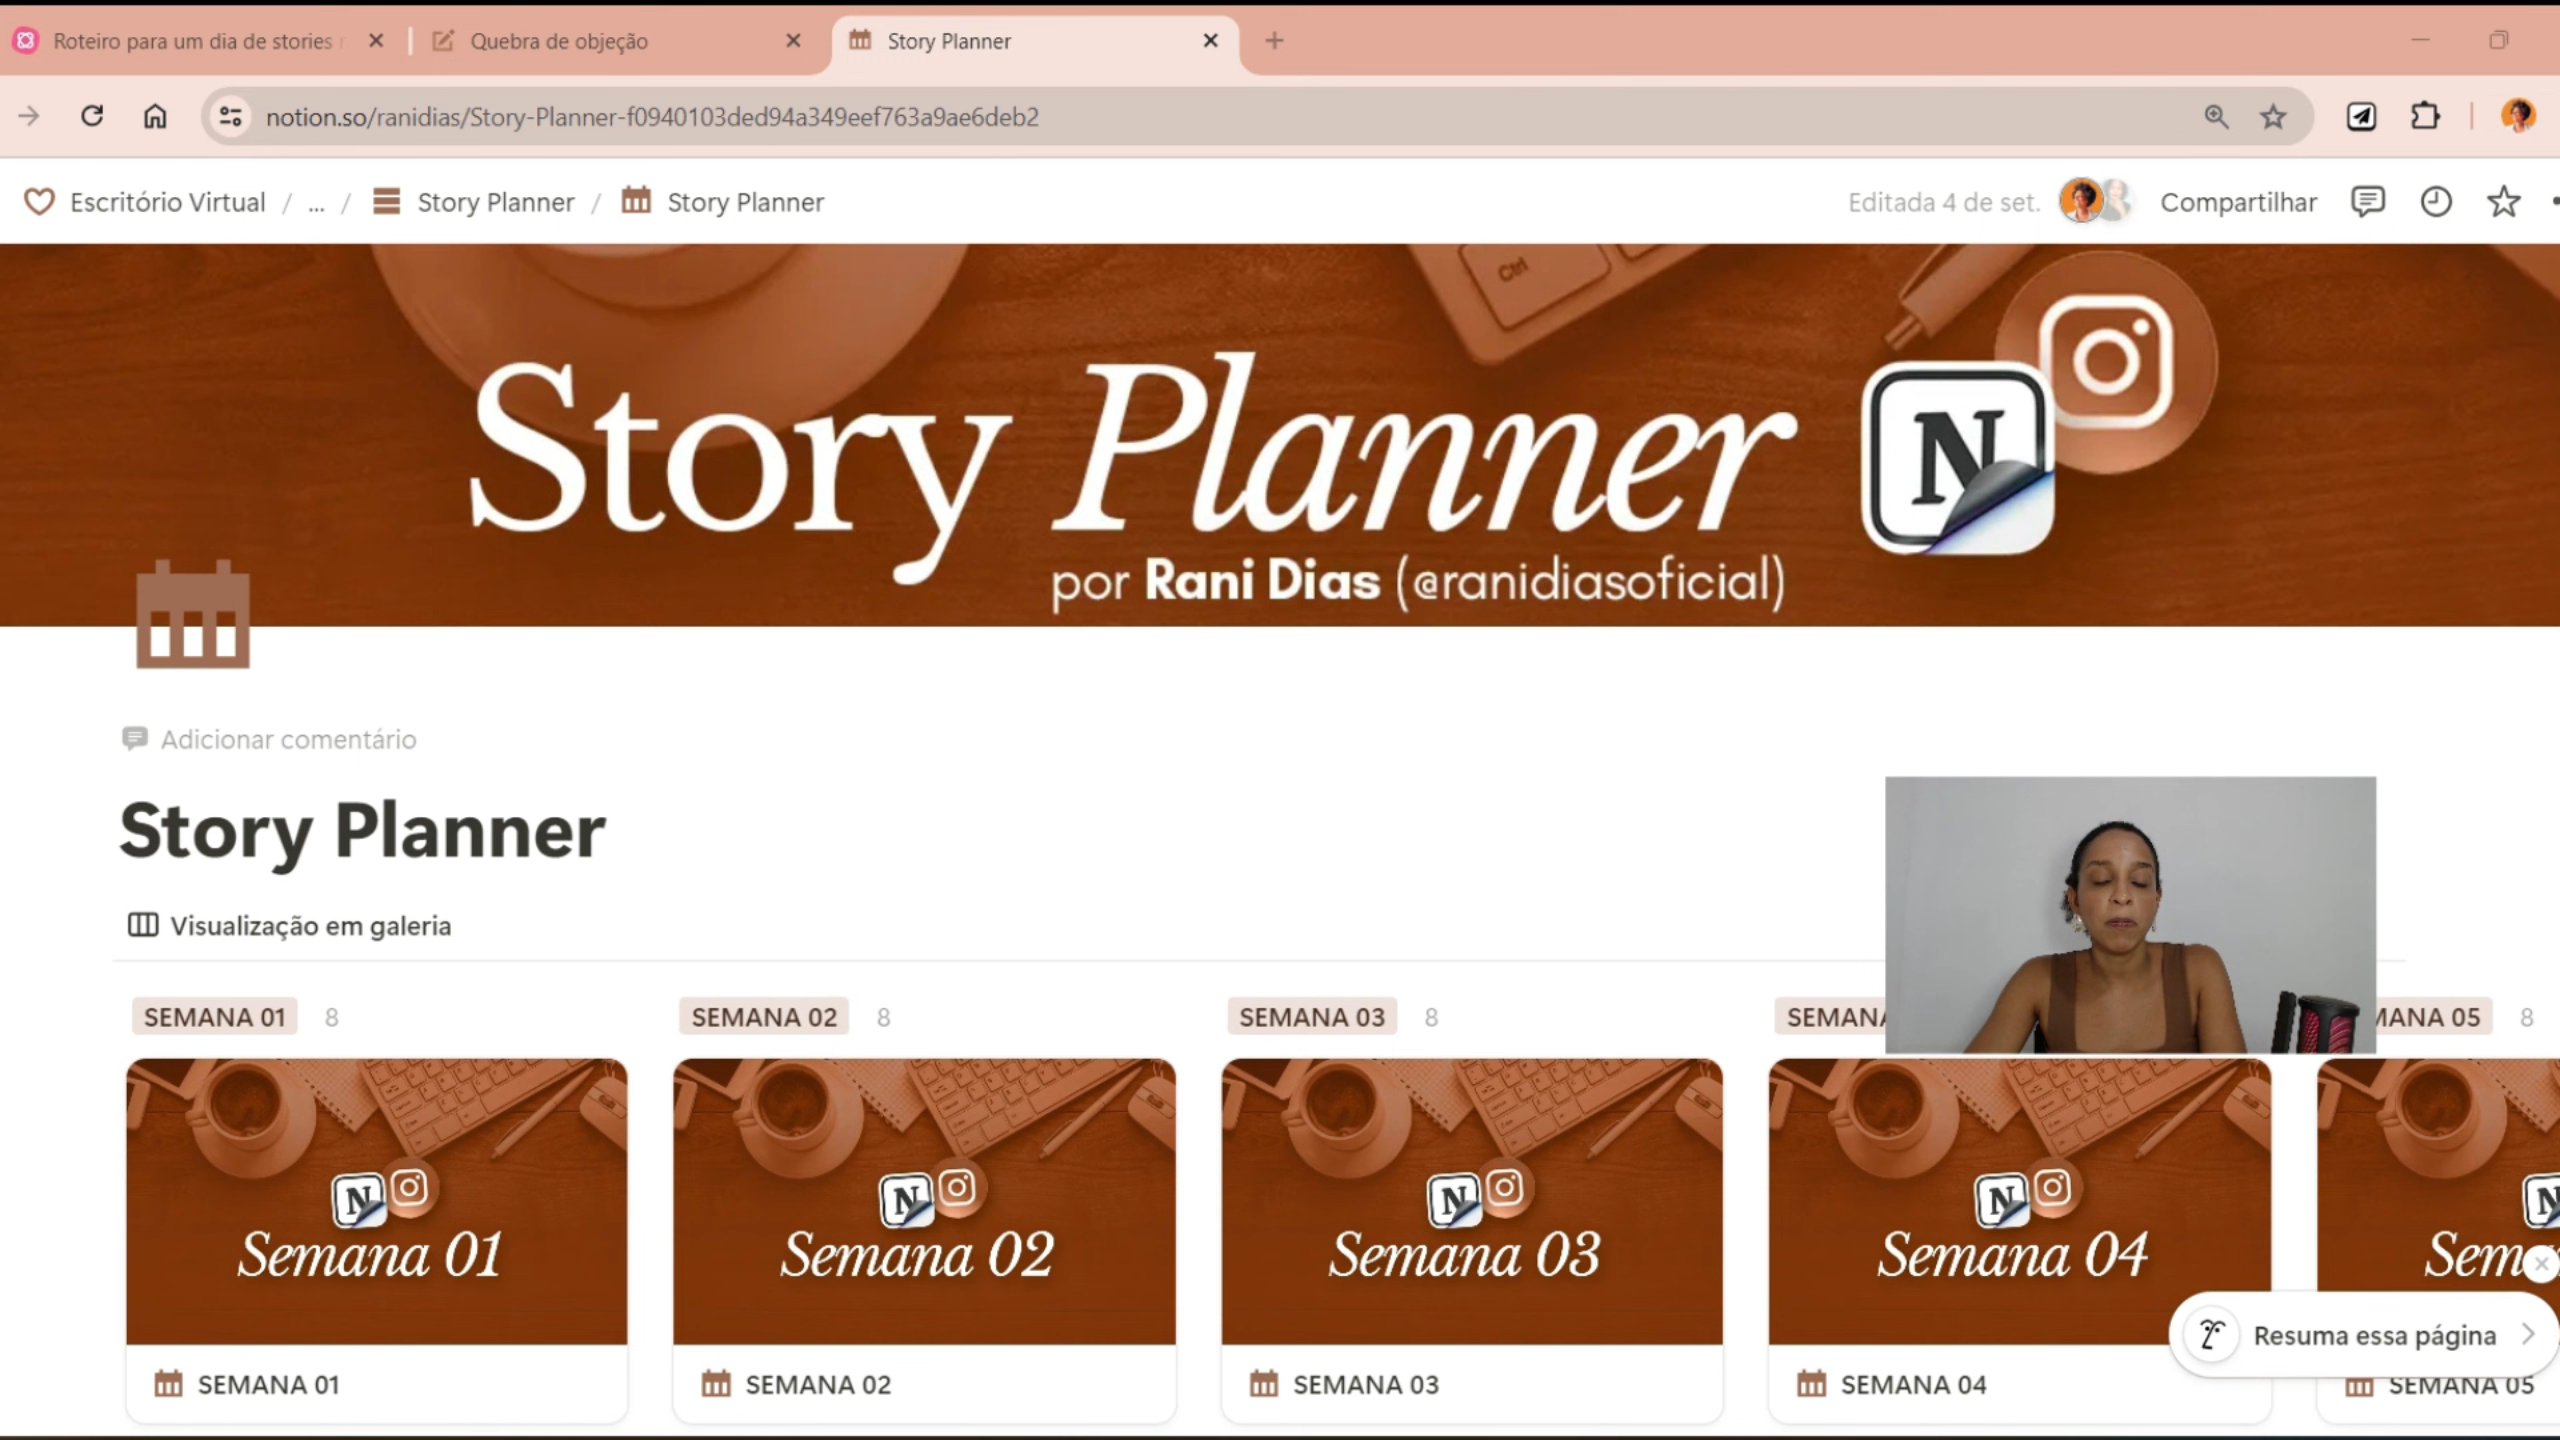 Roteiro para um dia de stories
Quebra de objeção
Story Planner
notion.so/ranidias/Story-Planner-f0940103ded94a349eef763a9ae6deb2
Escritório Virtual / ... / Story Planner / Story Planner
Editada 4 de set.
Compartilhar
Ctrl
Story Planner
N
por Rani Dias (@ranidiasoficial)
Adicionar comentário
Story Planner
Visualização em galeria
SEMANA 01 8
SEMANA 02 8
SEMANA 03 8
SEMANA 05 8
N
N
N
N
N
Semana 01
Semana 02
Semana 03
Semana 04
Resuma essa página
SEMANA 01
SEMANA 02
SEMANA 03
SEMANA 04
SEMANA 05